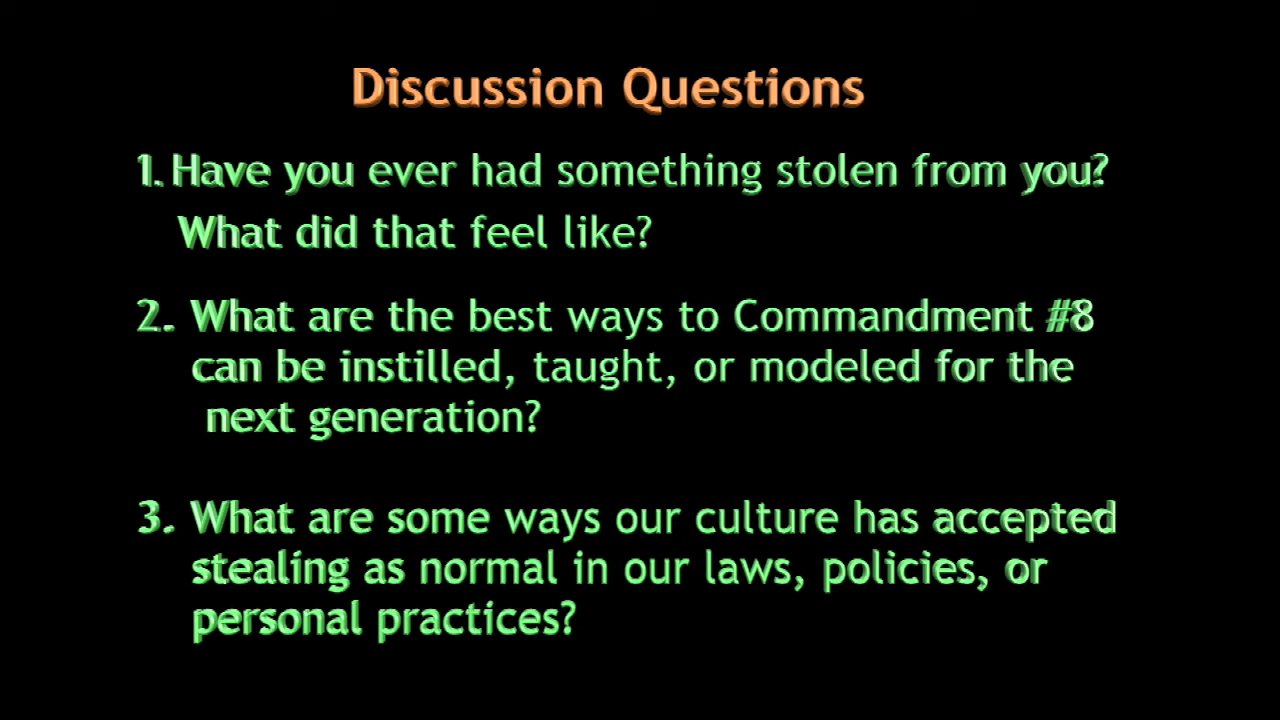 Discussion Questions
1. Have you ever had something stolen from you?
What did that feel like?
2. What are the best ways to Commandment #8
can be instilled, taught, or modeled for the
next generation?
3. What are some ways our culture has accepted
stealing as normal in our laws, policies, or
personal practices?